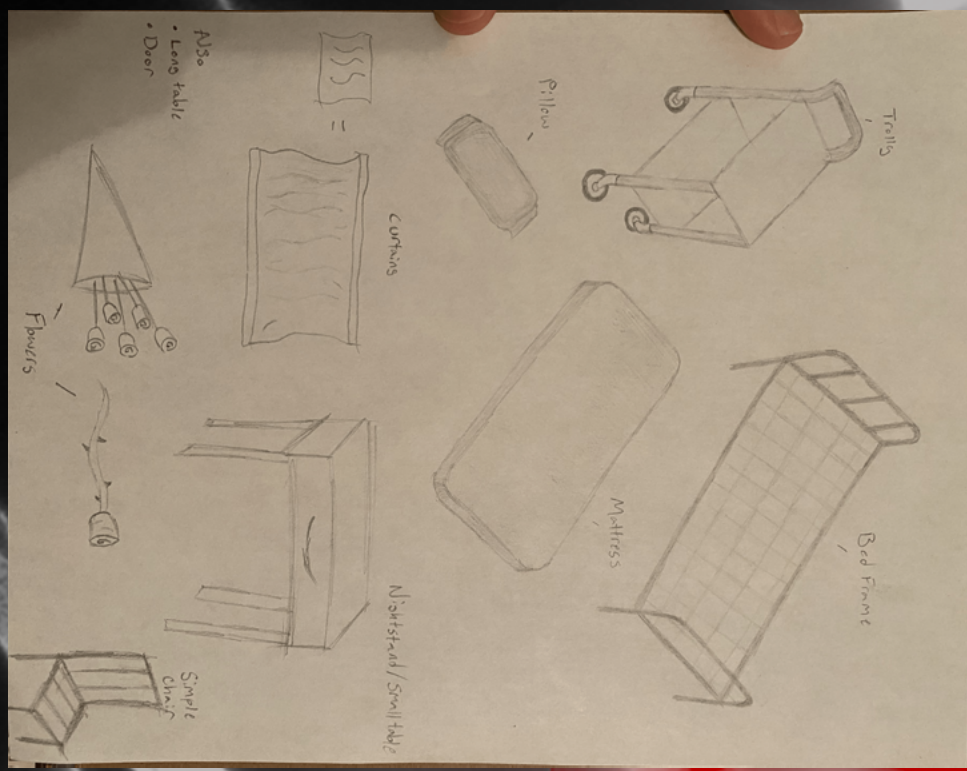 Trolly
Bed Frame
Pillow
Mattress
Curtains
Nightstand/Small table
Also
• Long table
• Door
Flowers
Simple
Chair